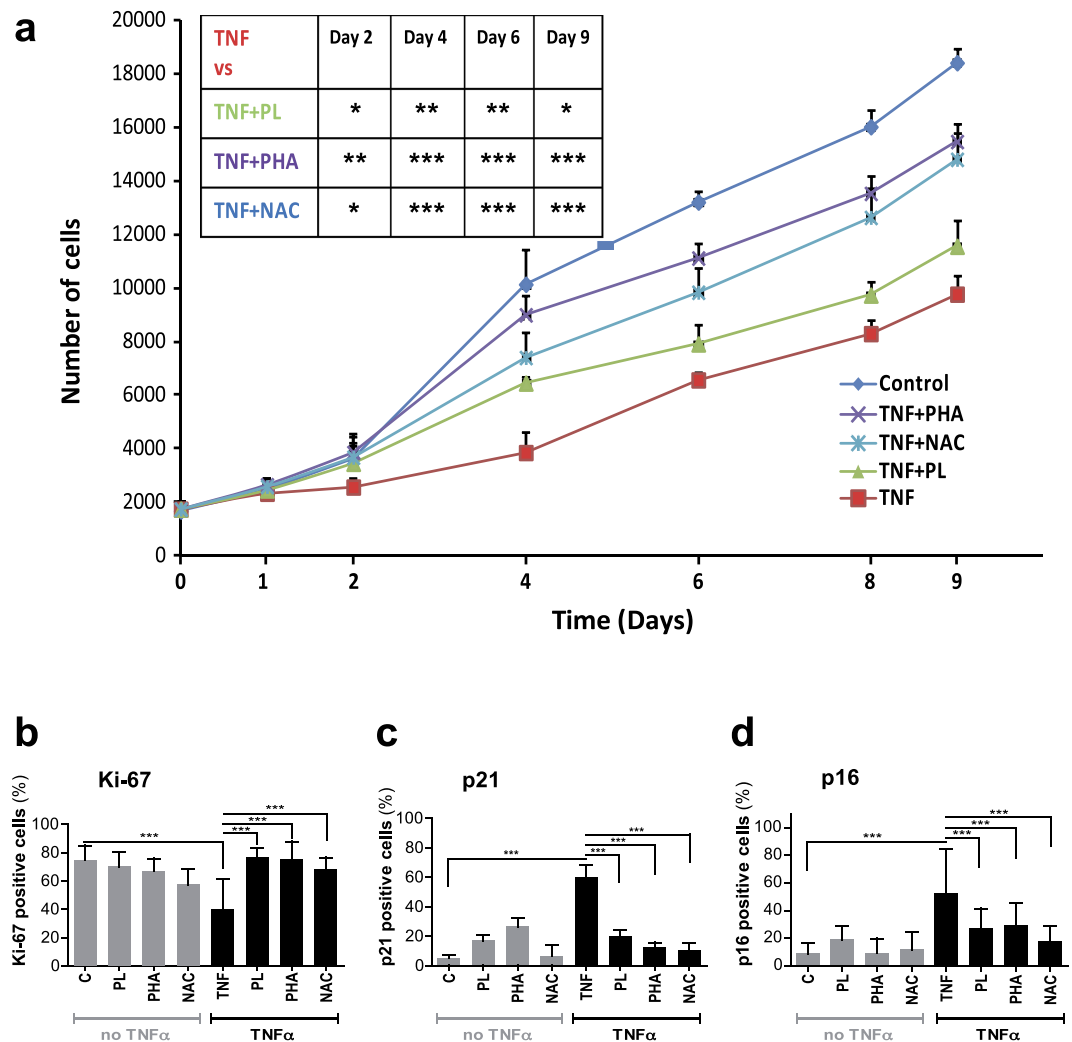 a
20000
18000
16000
14000
12000
10000
8000
6000
4000
2000
0
Number of cells
TNF vs Day 2 Day 4 Day 6 Day 9
TNF+PL * ** ** *
TNF+PHA ** *** *** ***
TNF+NAC * *** *** ***
Control
TNF+PHA
TNF+NAC
TNF+PL
TNF
0 1 2 4 6 8 9
Time (Days)
b
Ki-67
Ki-67 positive cells (%)
100
80
60
40
20
0
***
***
***
***
C PL PHA NAC TNF PL PHA NAC
no TNFα TNFα
c
p21
p21 positive cells (%)
100
80
60
40
20
0
***
***
***
***
C PL PHA NAC TNF PL PHA NAC
no TNFα TNFα
d
p16
p16 positive cells (%)
100
80
60
40
20
0
***
***
***
***
C PL PHA NAC TNF PL PHA NAC
no TNFα TNFα